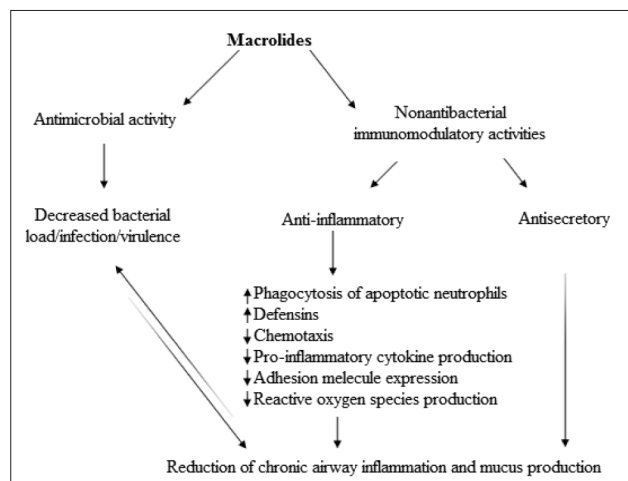 Macrolides
Antimicrobial activity
Nonantibacterial
immunomodulatory activities
Decreased bacterial
load/infection/virulence
Anti-inflammatory
Antisecretory
Phagocytosis of apoptotic neutrophils
Defensins
Chemotaxis
Pro-inflammatory cytokine production
Adhesion melecule expression
Reactive oxygen species production
Reduction of chronic airway inflammation and mucus production